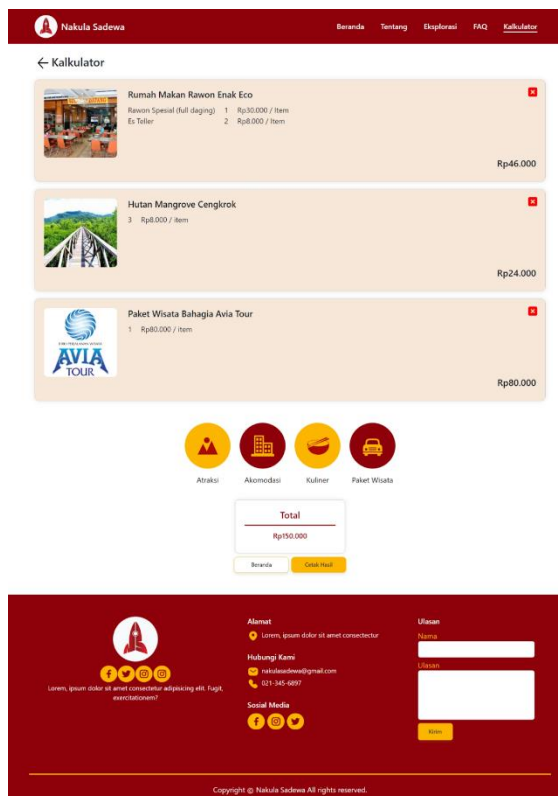 Nakula Sadewa
Beranda Tentang Eksplorasi FAQ Kalkulator
← Kalkulator
Rumah Makan Rawon Enak Eco
Rawon Spesial (full daging) 1 Rp30.000 / Item
Es Teller 2 Rp8.000 / Item
Rp46.000
Hutan Mangrove Cengkrok
3 Rp8.000 / item
Rp24.000
Paket Wisata Bahagia Avia Tour
1 Rp80.000 / item
AVIA
TOUR
Rp80.000
Atraksi Akomodasi Kuliner Paket Wisata
Total
Rp150.000
Beranda Cetak Hasil
Lorem, ipsum dolor sit amet consectetur adipisicing elit. Fugit,
exercitationem?
Alamat
Lorem, ipsum dolor sit amet consectetur
Hubungi Kami
nakulasadewa@gmail.com
021-345-6897
Sosial Media
Ulasan
Nama
Ulasan
Kirim
Copyright @ Nakula Sadewa All rights reserved.